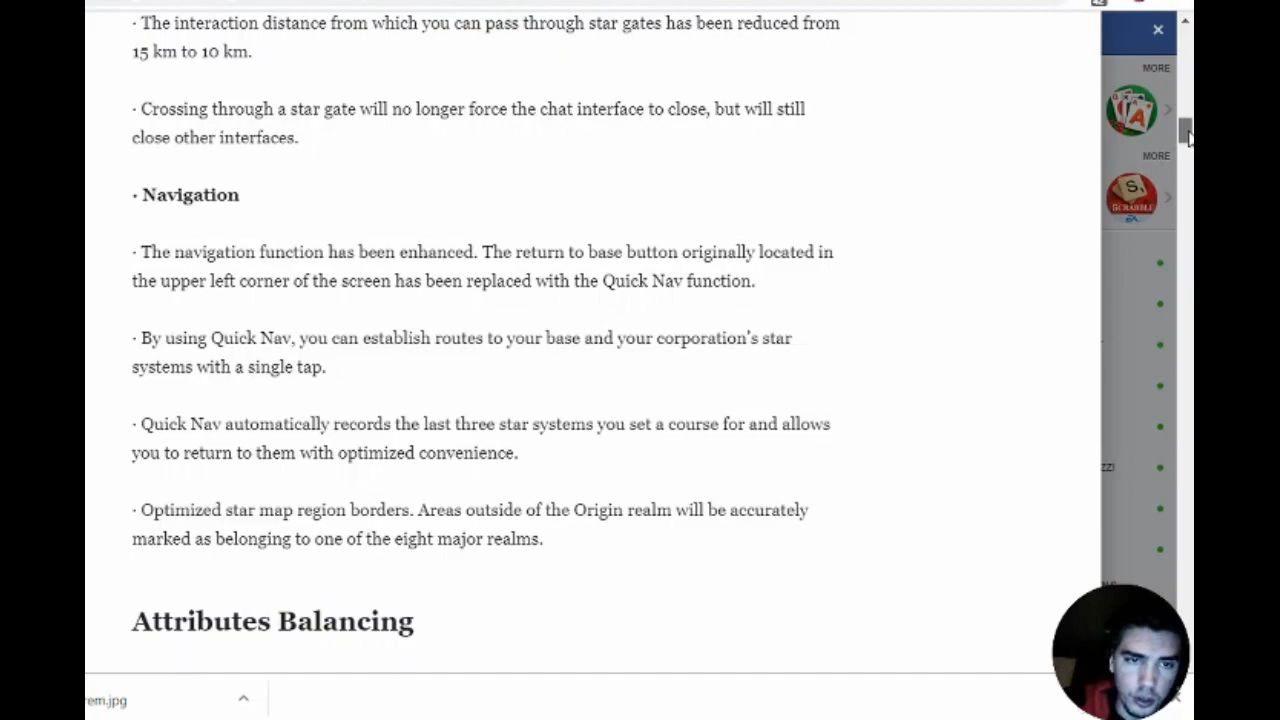 · The interaction distance from which you can pass through star gates has been reduced from
15 km to 10 km.
· Crossing through a star gate will no longer force the chat interface to close, but will still
close other interfaces.
· Navigation
· The navigation function has been enhanced. The return to base button originally located in
the upper left corner of the screen has been replaced with the Quick Nav function.
· By using Quick Nav, you can establish routes to your base and your corporation's star
systems with a single tap.
· Quick Nav automatically records the last three star systems you set a course for and allows
you to return to them with optimized convenience.
· Optimized star map region borders. Areas outside of the Origin realm will be accurately
marked as belonging to one of the eight major realms.
Attributes Balancing
rem.jpg
MORE
A
MORE
S
SCRABBLE
EA
ZZI